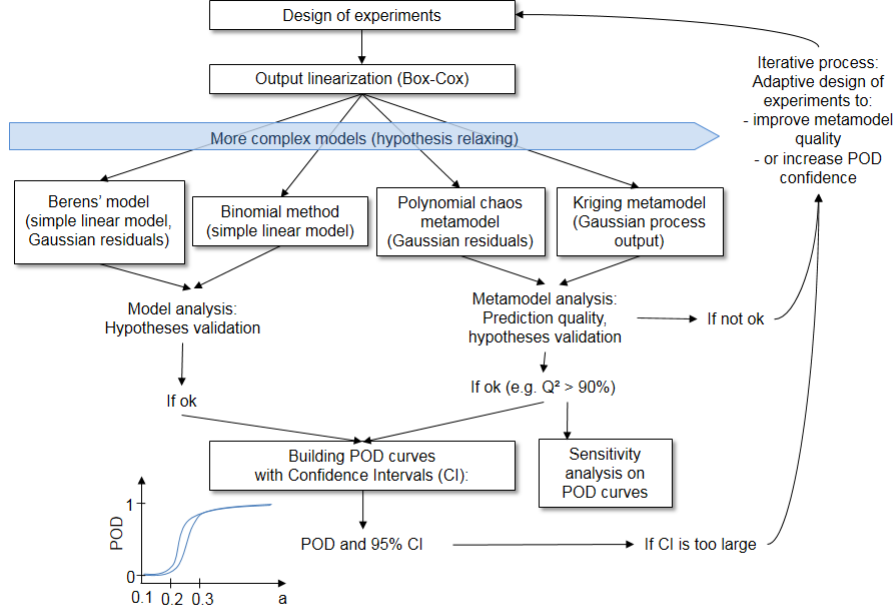 Design of experiments
Output linearization (Box-Cox)
Iterative process:
Adaptive design of
experiments to:
- improve metamodel
quality
- or increase POD
confidence
More complex models (hypothesis relaxing)
Berens' model
(simple linear model,
Gaussian residuals)
Binomial method
(simple linear model)
Polynomial chaos
metamodel
(Gaussian residuals)
Kriging metamodel
(Gaussian process
output)
Model analysis:
Hypotheses validation
Metamodel analysis:
Prediction quality,
hypotheses validation
If not ok
If ok
If ok (e.g. Q² > 90%)
Building POD curves
with Confidence Intervals (CI):
Sensitivity
analysis on
POD curves
POD and 95% CI
If CI is too large
1
POD
0
0.1 0.2 0.3 a